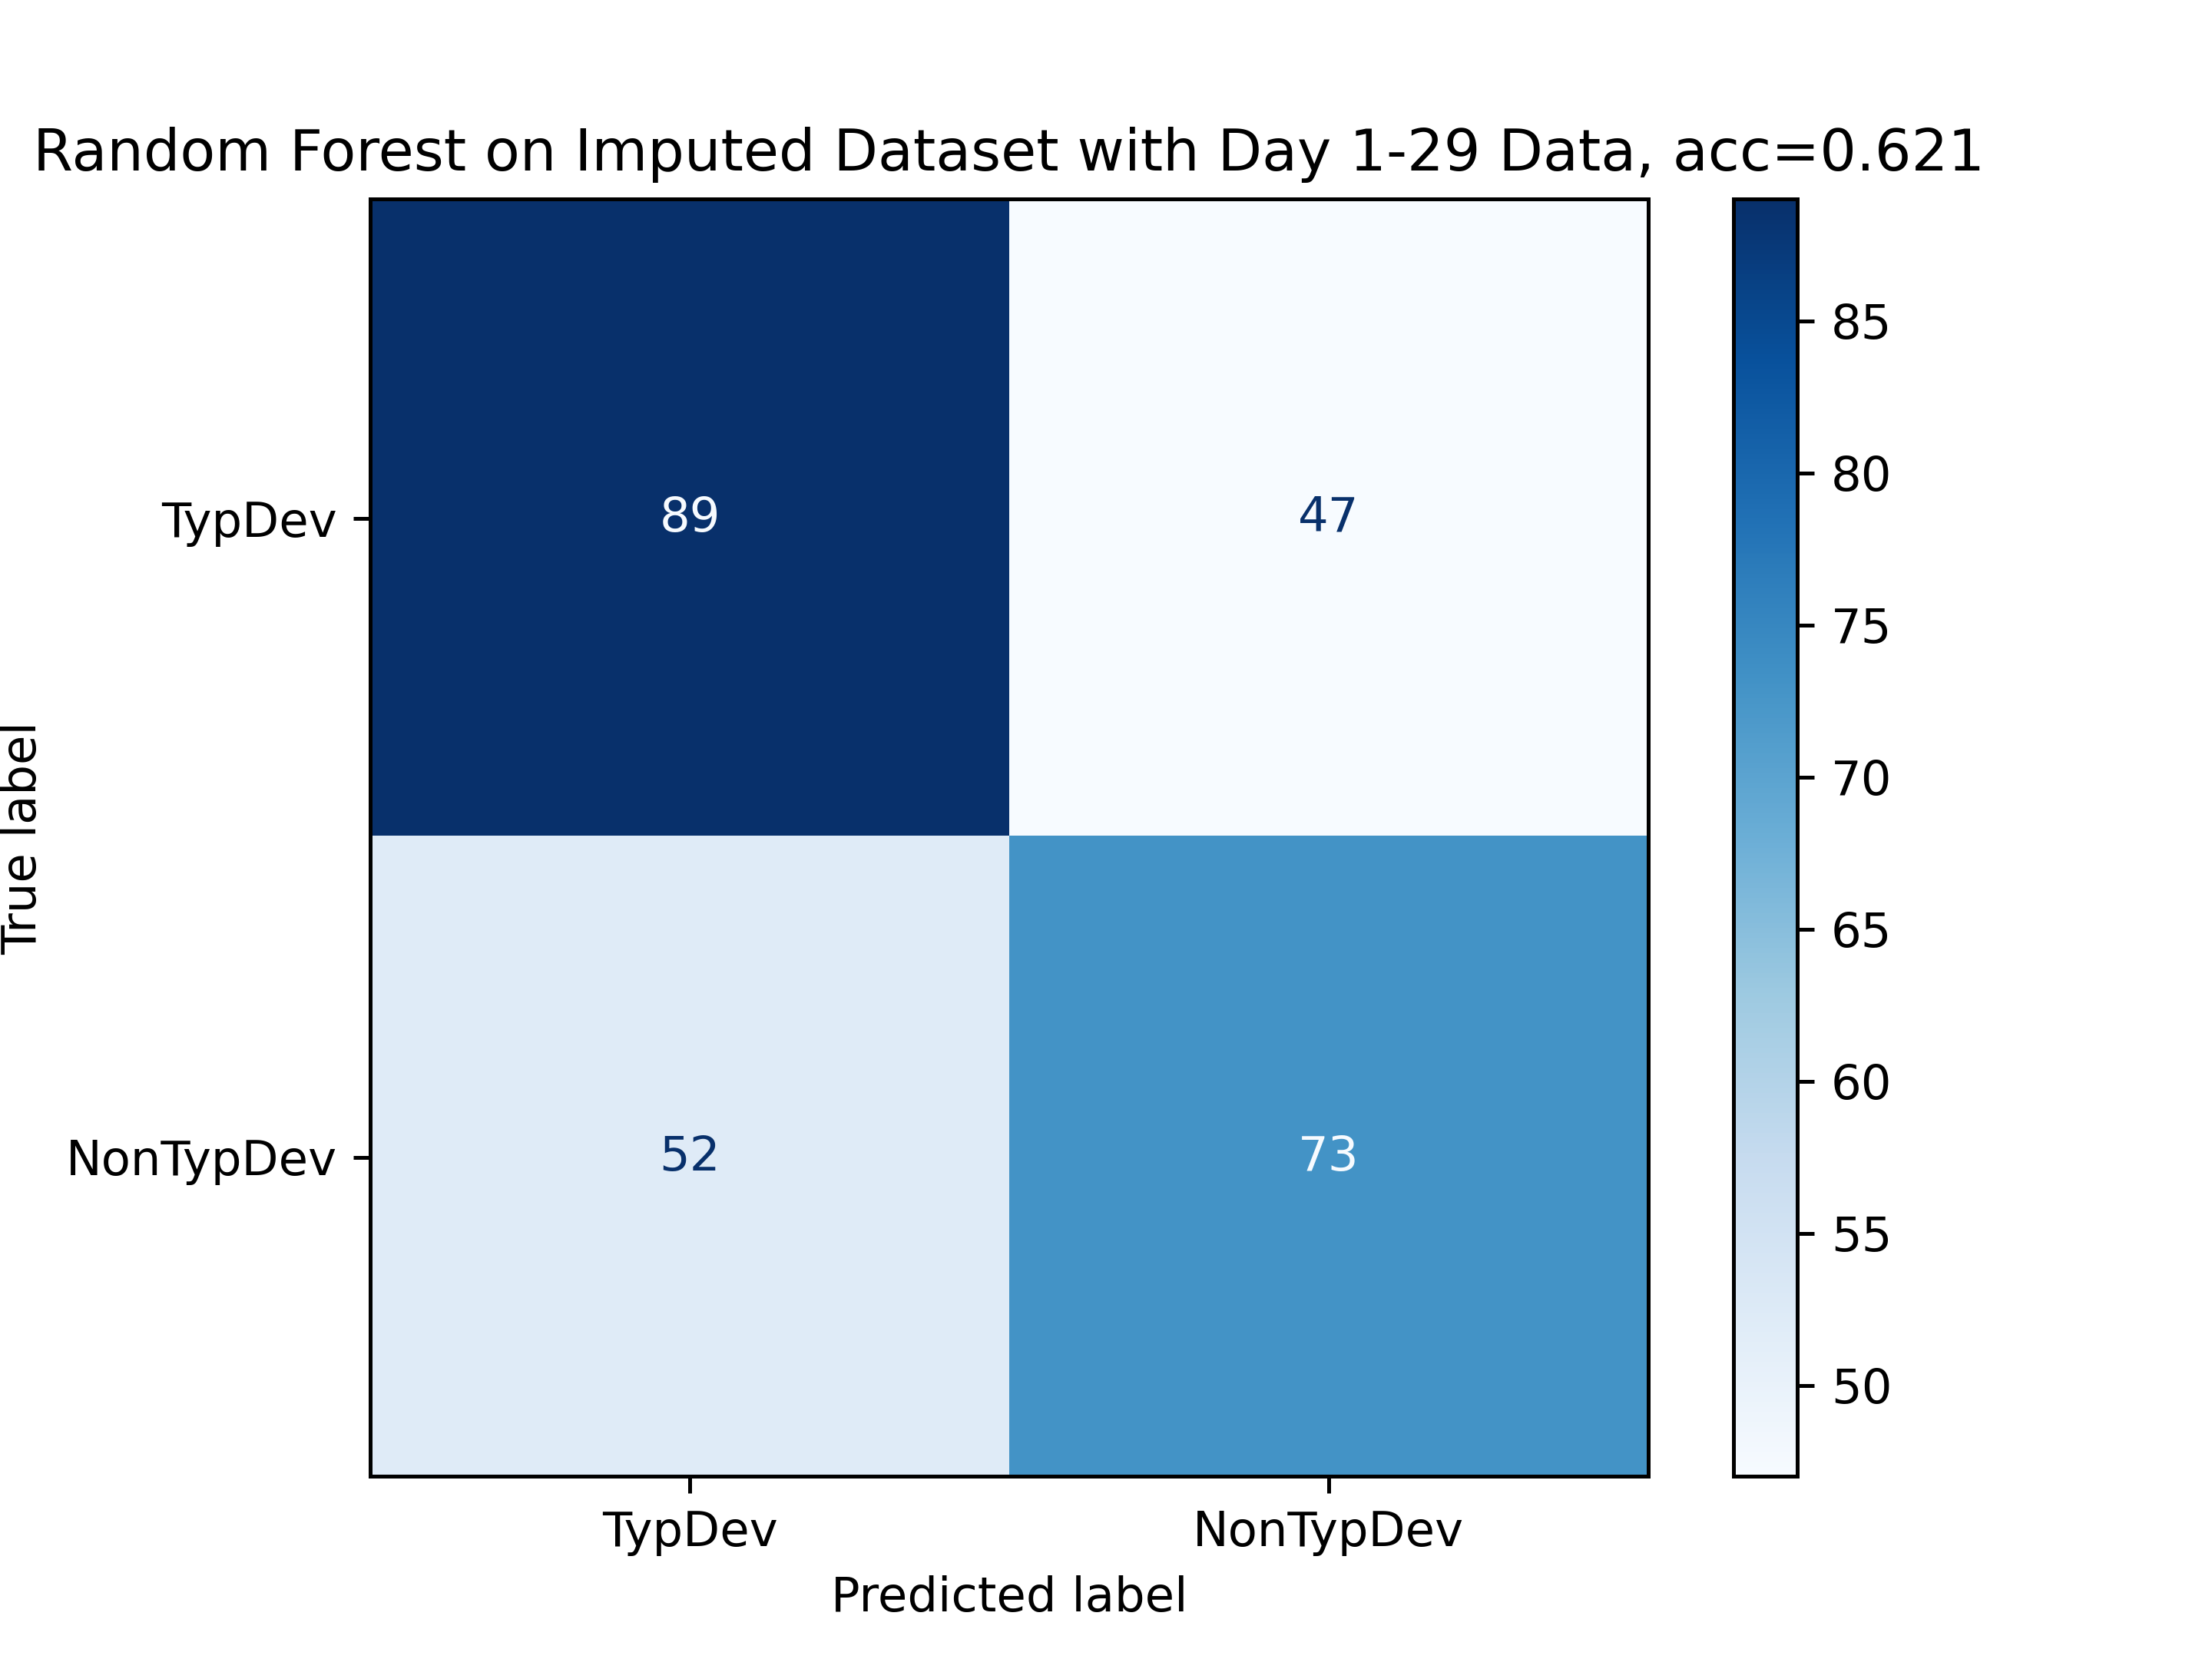 Random Forest on Imputed Dataset with Day 1-29 Data, acc=0.621
True label
TypDev
NonTypDev
89
47
52
73
TypDev
NonTypDev
Predicted label
85
80
75
70
65
60
55
50